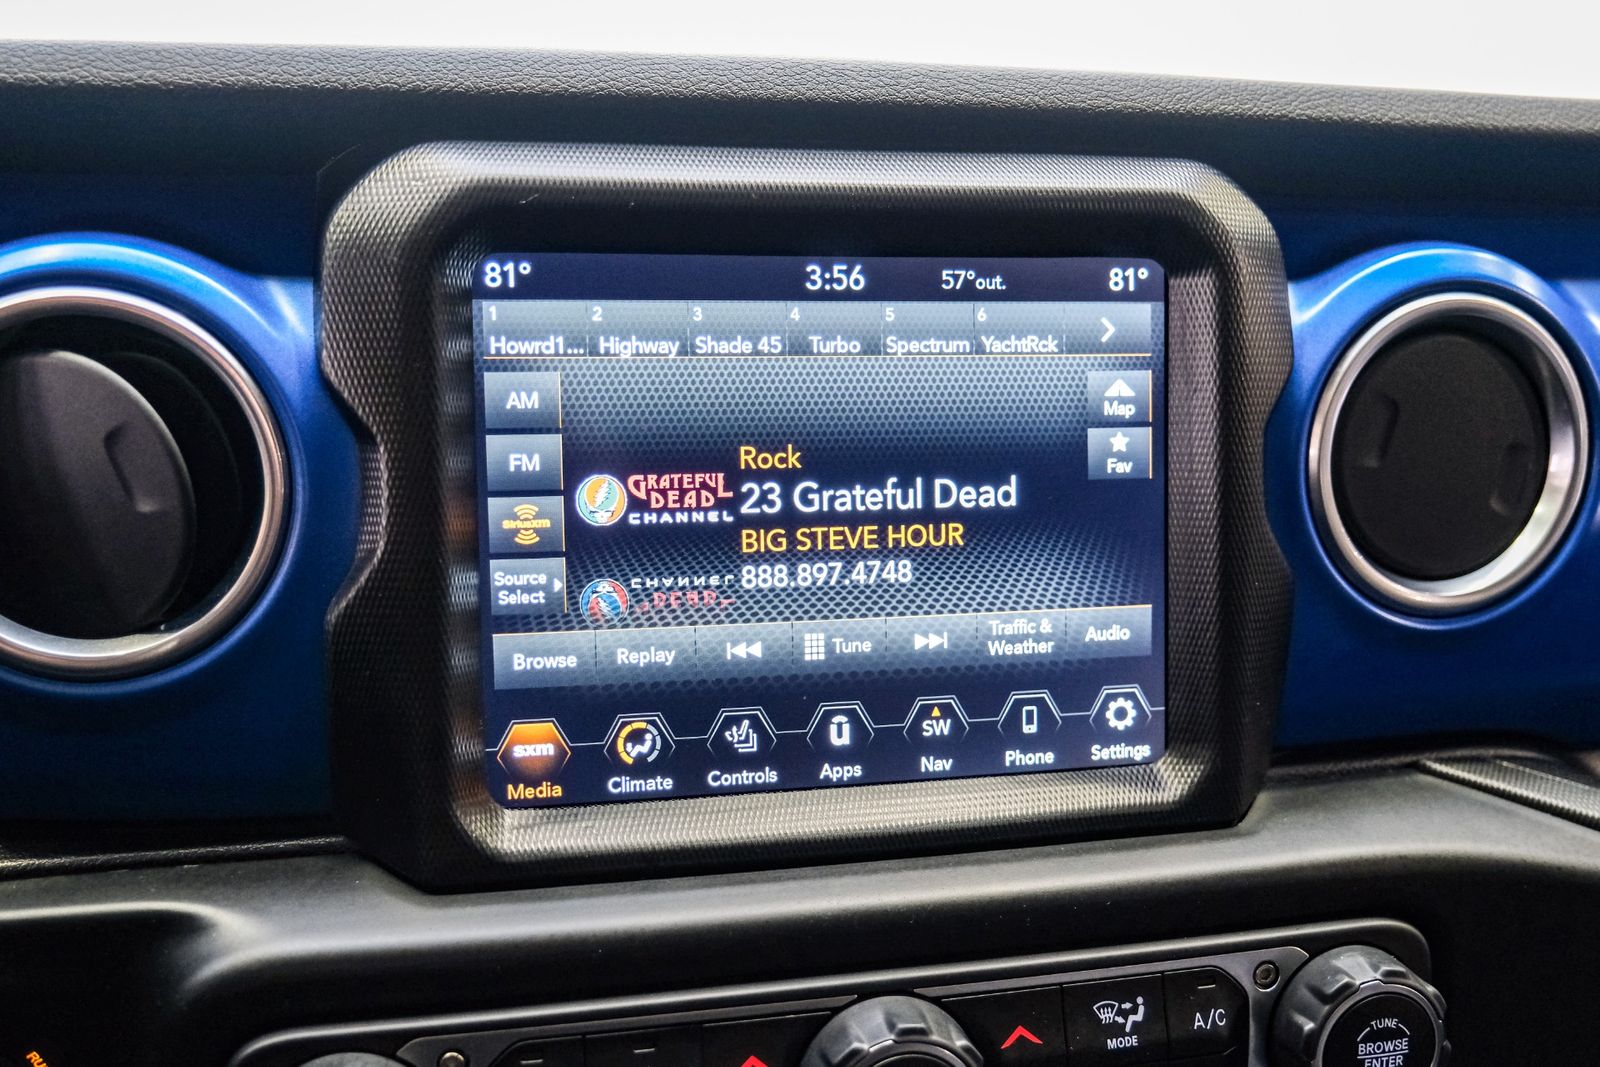 81° 3:56 57°out. 81°
1 2 3 4 5 6
Howrd1... Highway Shade 45 Turbo Spectrum YachtRck
AM
Map
FM
Fav
Rock
GRATEFUL
DEAD
CHANNEL
23 Grateful Dead
SiriusXM
BIG STEVE HOUR
888.897.4748
Source
Select
Browse Replay Tune Traffic &
Weather Audio
sxm
Media
Climate
Controls
ū
Apps
SW
Nav
Phone
Settings
MODE
A/C
TUNE
BROWSE
ENTER